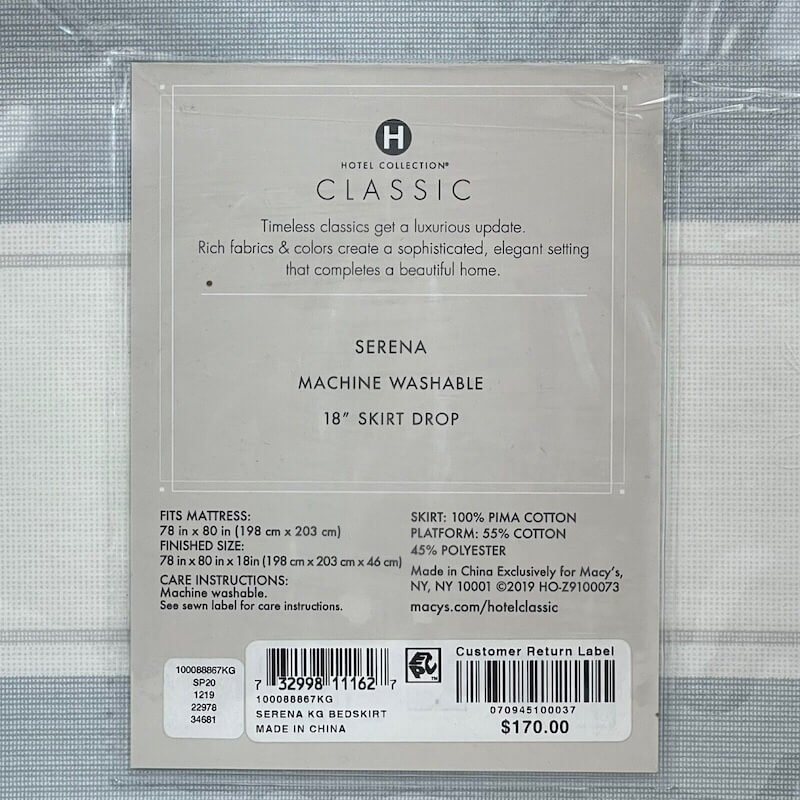 H
HOTEL COLLECTION®
CLASSIC
Timeless classics get a luxurious update.
Rich fabrics & colors create a sophisticated, elegant setting
that completes a beautiful home.
SERENA
MACHINE WASHABLE
18" SKIRT DROP
FITS MATTRESS:
78 in x 80 in (198 cm x 203 cm)
FINISHED SIZE:
78 in x 80 in x 18in (198 cm x 203 cm x 46 cm)
CARE INSTRUCTIONS:
Machine washable.
See sewn label for care instructions.
SKIRT: 100% PIMA COTTON
PLATFORM: 55% COTTON
45% POLYESTER
Made in China Exclusively for Macy's,
NY, NY 10001 ©2019 HO-Z9100073
macys.com/hotelclassic
100088867KG
SP20
1219
22978
34681
7 32998 11162 7
100088867KG
SERENA KG BEDSKIRT
MADE IN CHINA
EPC™
Customer Return Label
070945100037
$170.00